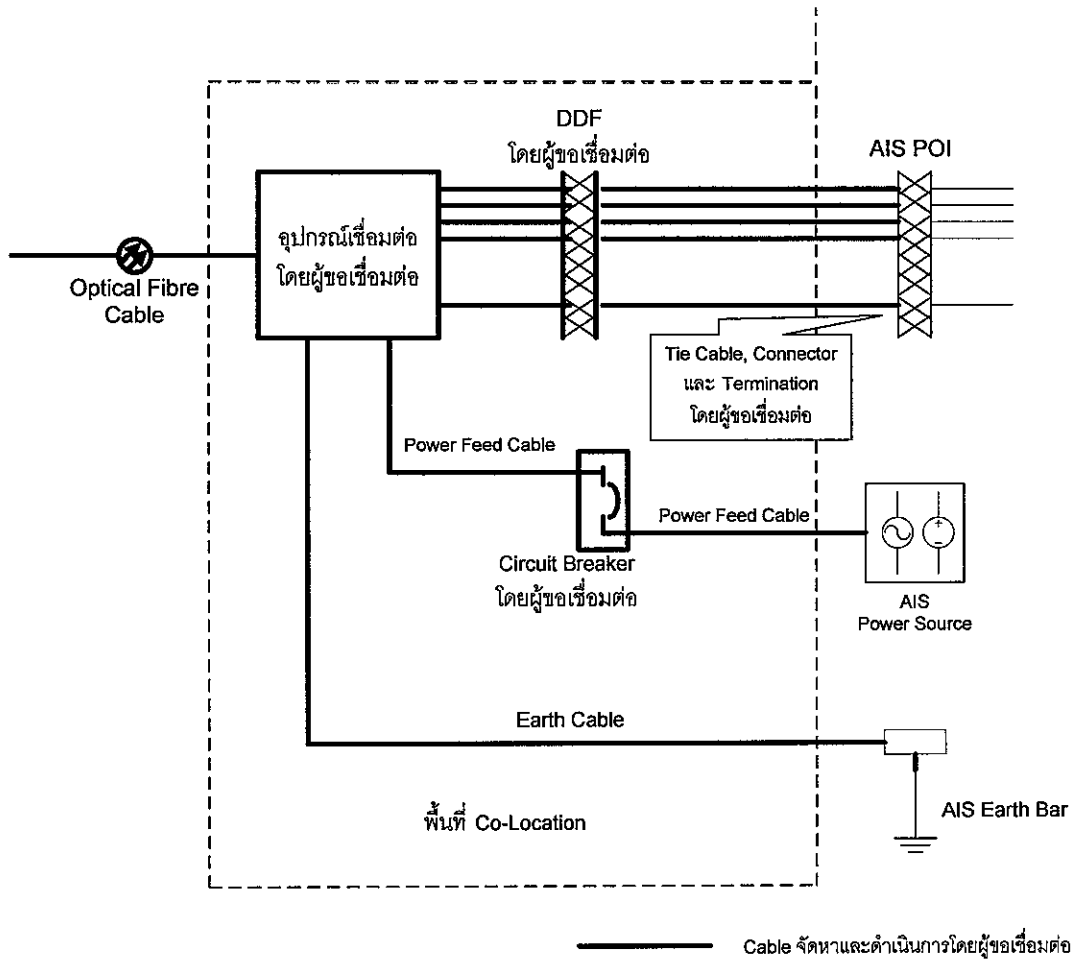 DDF
โดยผู้ขอเชื่อมต่อ
AIS POI
อุปกรณ์เชื่อมต่อ
โดยผู้ขอเชื่อมต่อ
Optical Fibre
Cable
Tie Cable, Connector
และ Termination
โดยผู้ขอเชื่อมต่อ
Power Feed Cable
Power Feed Cable
Circuit Breaker
โดยผู้ขอเชื่อมต่อ
AIS
Power Source
Earth Cable
AIS Earth Bar
พื้นที่ Co-Location
Cable จัดหาและดำเนินการโดยผู้ขอเชื่อมต่อ